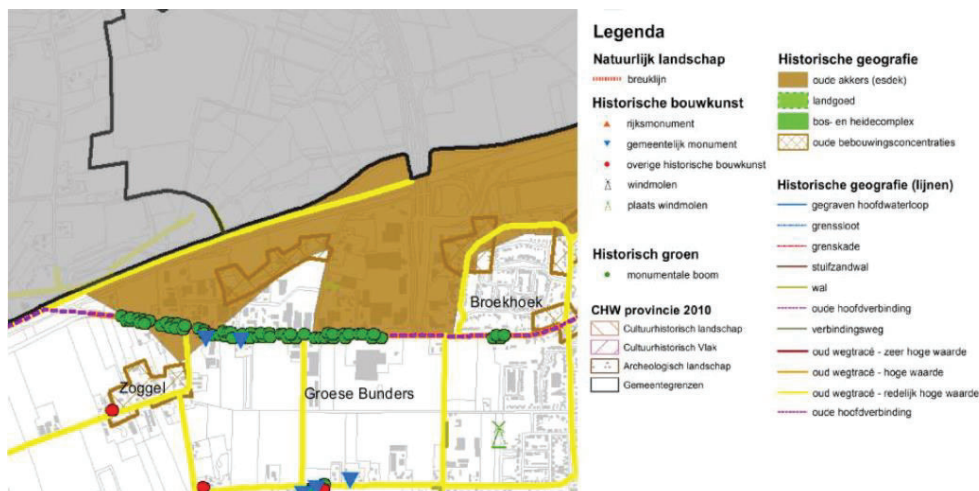 Broekhoek
Zoggel
Groese Bunders
Legenda
Natuurlijk landschap
breuklijn
Historische bouwkunst
rijksmonument
gemeentelijk monument
overige historische bouwkunst
windmolen
plaats windmolen
Historisch groen
monumentale boom
CHW provincie 2010
Cultuurhistorisch landschap
Cultuurhistorisch Vlak
Archeologisch landschap
Gemeentegrenzen
Historische geografie
oude akkers (esdek)
landgoed
bos- en heidecomplex
oude bebouwingsconcentraties
Historische geografie (lijnen)
gegraven hoofdwaterloop
grenssloot
grenskade
stuifzandwal
wal
oude hoofdverbinding
verbindingsweg
oud wegtracé - zeer hoge waarde
oud wegtracé - hoge waarde
oud wegtracé - redelijk hoge waarde
oude hoofdverbinding